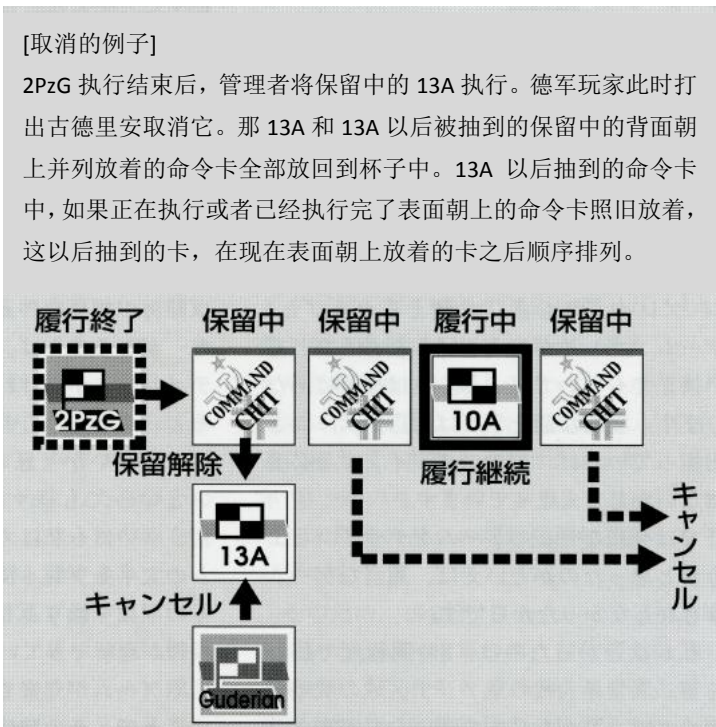 [取消的例子]
2PzG 执行结束后，管理者将保留中的 13A 执行。德军玩家此时打
出古德里安取消它。那 13A 和 13A 以后被抽到的保留中的背面朝
上并列放着的命令卡全部放回到杯子中。13A 以后抽到的命令卡
中，如果正在执行或者已经执行完了表面朝上的命令卡照旧放着，
这以后抽到的卡，在现在表面朝上放着的卡之后顺序排列。
履行終了 保留中 保留中 履行中 保留中
2PzG COMMAND CHIT COMMAND CHIT 10A COMMAND CHIT
保留解除 履行継続
13A
キャンセル
キャンセル
Guderian